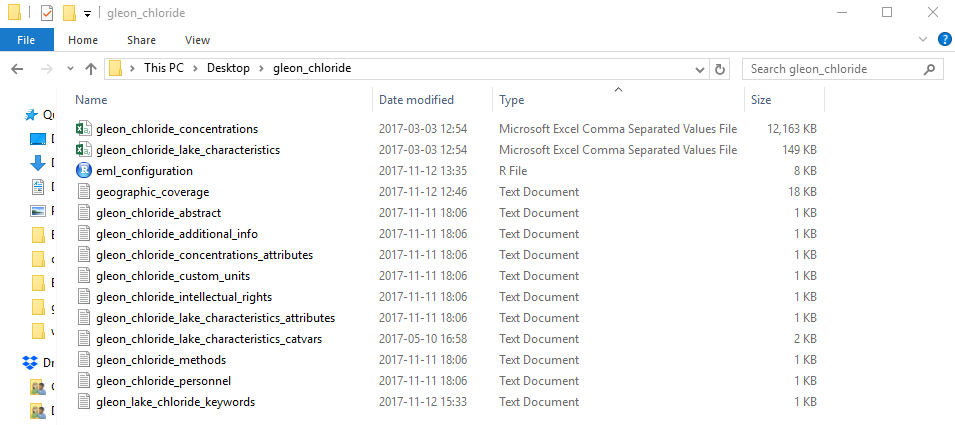 gleon_chloride
File Home Share View
This PC Desktop gleon_chloride Search gleon_chloride
Name Date modified Type Size
gleon_chloride_concentrations 2017-03-03 12:54 Microsoft Excel Comma Separated Values File 12,163 KB
gleon_chloride_lake_characteristics 2017-03-03 12:54 Microsoft Excel Comma Separated Values File 149 KB
eml_configuration 2017-11-12 13:35 R File 8 KB
geographic_coverage 2017-11-12 12:46 Text Document 18 KB
gleon_chloride_abstract 2017-11-11 18:06 Text Document 1 KB
gleon_chloride_additional_info 2017-11-11 18:06 Text Document 1 KB
gleon_chloride_concentrations_attributes 2017-11-11 18:06 Text Document 1 KB
gleon_chloride_custom_units 2017-11-11 18:06 Text Document 1 KB
gleon_chloride_intellectual_rights 2017-11-11 18:06 Text Document 1 KB
gleon_chloride_lake_characteristics_attributes 2017-11-11 18:06 Text Document 1 KB
gleon_chloride_lake_characteristics_catvars 2017-05-10 16:58 Text Document 2 KB
gleon_chloride_methods 2017-11-11 18:06 Text Document 1 KB
gleon_chloride_personnel 2017-11-11 18:06 Text Document 1 KB
gleon_lake_chloride_keywords 2017-11-12 15:33 Text Document 1 KB